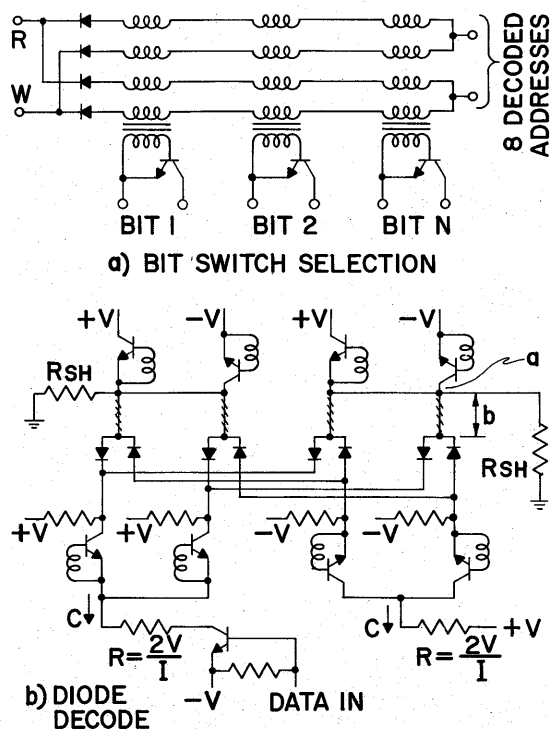 R
W
8 DECODED ADDRESSES
BIT 1 BIT 2 BIT N
a) BIT SWITCH SELECTION
+V -V +V -V
a
RSH
b
RSH
+V +V -V -V
C C
R = 2V/I
+V
R = 2V/I
-V DATA IN
b) DIODE
DECODE